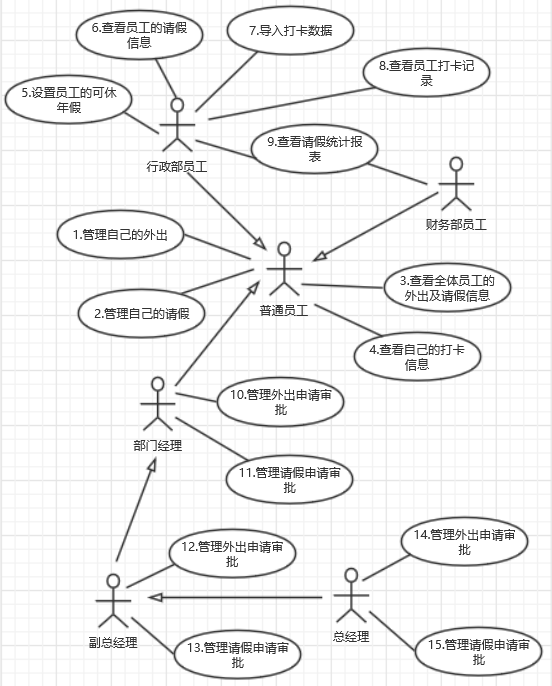 6.查看员工的请假
信息
7.导入打卡数据
8.查看员工打卡记
录
5.设置员工的可休
年假
行政部员工
9.查看请假统计报
表
财务部员工
1.管理自己的外出
普通员工
3.查看全体员工的
外出及请假信息
2.管理自己的请假
4.查看自己的打卡
信息
部门经理
10.管理外出申请审
批
11.管理请假申请审
批
12.管理外出申请审
批
14.管理外出申请审
批
副总经理
总经理
13.管理请假申请审
批
15.管理请假申请审
批